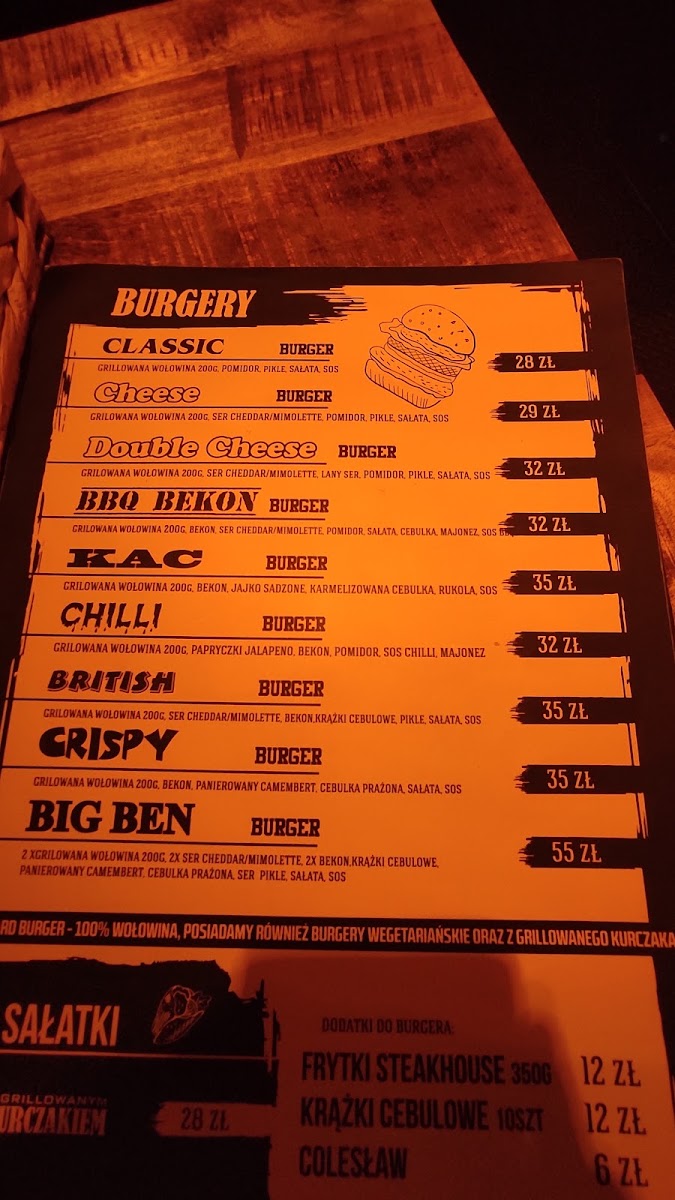 BURGERY
CLASSIC BURGER
GRILLOWANA WOŁOWINA 200G, POMIDOR, PIKLE, SAŁATA, SOS
28 ZŁ
Cheese BURGER
GRILOWANA WOŁOWINA 200G, SER CHEDDAR/MIMOLETTE, POMIDOR, PIKLE, SAŁATA, SOS
29 ZŁ
Double Cheese BURGER
GRILOWANA WOŁOWINA 200G, SER CHEDDAR/MIMOLETTE, LANY SER, POMIDOR, PIKLE, SAŁATA, SOS
32 ZŁ
BBQ BEKON BURGER
GRILOWANA WOŁOWINA 200G, BEKON, SER CHEDDAR/MIMOLETTE, POMIDOR, SAŁATA, CEBULKA, MAJONEZ, SOS
32 ZŁ
KAC BURGER
GRILOWANA WOŁOWINA 200G, BEKON, JAJKO SADZONE, KARMELIZOWANA CEBULKA, RUKOLA, SOS
35 ZŁ
CHILLI BURGER
GRILOWANA WOŁOWINA 200G, PAPRYCZKI JALAPENO, BEKON, POMIDOR, SOS CHILLI, MAJONEZ
32 ZŁ
BRITISH BURGER
GRILOWANA WOŁOWINA 200G, SER CHEDDAR/MIMOLETTE, BEKON,KRĄŻKI CEBULOWE, PIKLE, SAŁATA, SOS
35 ZŁ
CRISPY BURGER
GRILOWANA WOŁOWINA 200G, BEKON, PANIEROWANY CAMEMBERT, CEBULKA PRAŻONA, SAŁATA, SOS
35 ZŁ
BIG BEN BURGER
2 XGRILOWANA WOŁOWINA 200G, 2X SER CHEDDAR/MIMOLETTE, 2X BEKON,KRĄŻKI CEBULOWE,
PANIEROWANY CAMEMBERT, CEBULKA PRAŻONA, SER PIKLE, SAŁATA, SOS
55 ZŁ
RD BURGER - 100% WOŁOWINA, POSIADAMY RÓWNIEŻ BURGERY WEGETARIAŃSKIE ORAZ Z GRILLOWANEGO KURCZAKA
SAŁATKI
GRILLOWANYM
URCZAKIEM 28 ZŁ
DODATKI DO BURGERA:
FRYTKI STEAKHOUSE 350G 12 ZŁ
KRĄŻKI CEBULOWE 10SZT 12 ZŁ
COLESŁAW 6 ZŁ